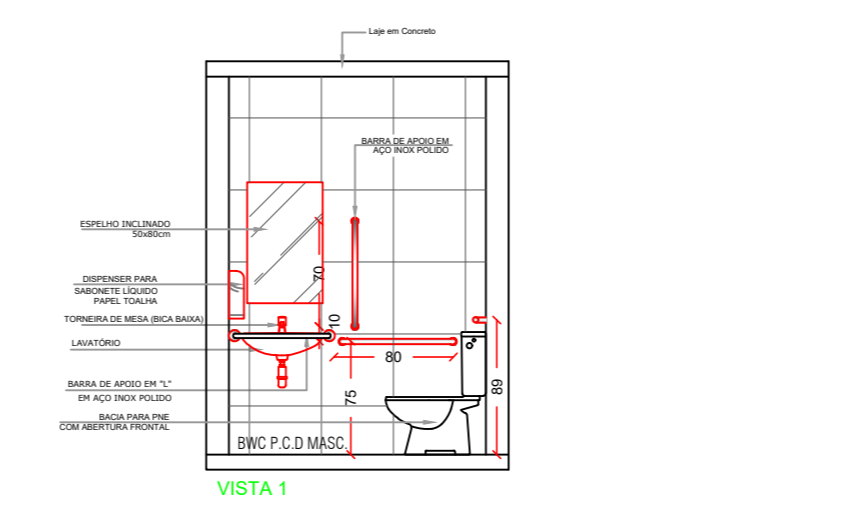 Laje em Concreto
BARRA DE APOIO EM
AÇO INOX POLIDO
ESPELHO INCLINADO
50x80cm
DISPENSER PARA
SABONETE LÍQUIDO
PAPEL TOALHA
TORNEIRA DE MESA (BICA BAIXA)
LAVATÓRIO
BARRA DE APOIO EM "L"
EM AÇO INOX POLIDO
BACIA PARA PNE
COM ABERTURA FRONTAL
70
10
80
75
89
BWC P.C.D MASC.
VISTA 1